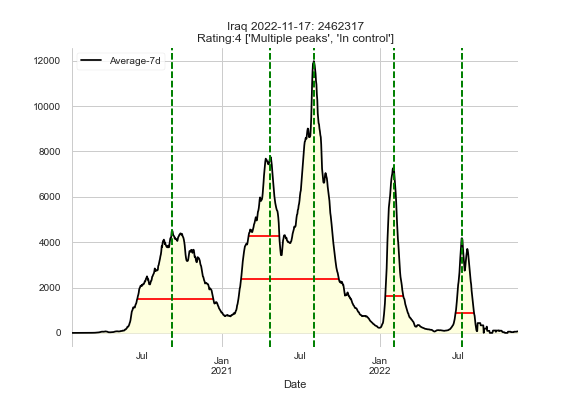 Iraq 2022-11-17: 2462317
Rating:4 ['Multiple peaks', 'In control']
Average-7d
12000
10000
8000
6000
4000
2000
0
Jul
Jan
2021
Jul
Jan
2022
Jul
Date